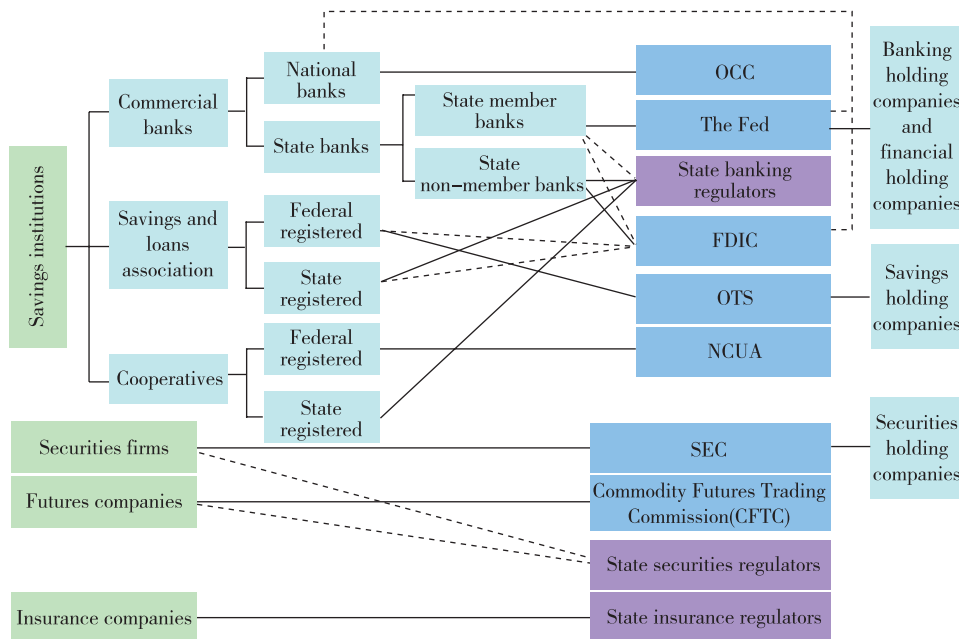 Savings institutions
Commercial
banks
Savings and
loans
association
Cooperatives
National
banks
State banks
Federal
registered
State
registered
Federal
registered
State
registered
State member
banks
State
non-member banks
OCC
The Fed
State banking
regulators
FDIC
OTS
NCUA
Banking
holding
companies
and
financial
holding
companies
Savings
holding
companies
Securities firms
Futures companies
Insurance companies
SEC
Commodity Futures Trading
Commission(CFTC)
State securities regulators
State insurance regulators
Securities
holding
companies